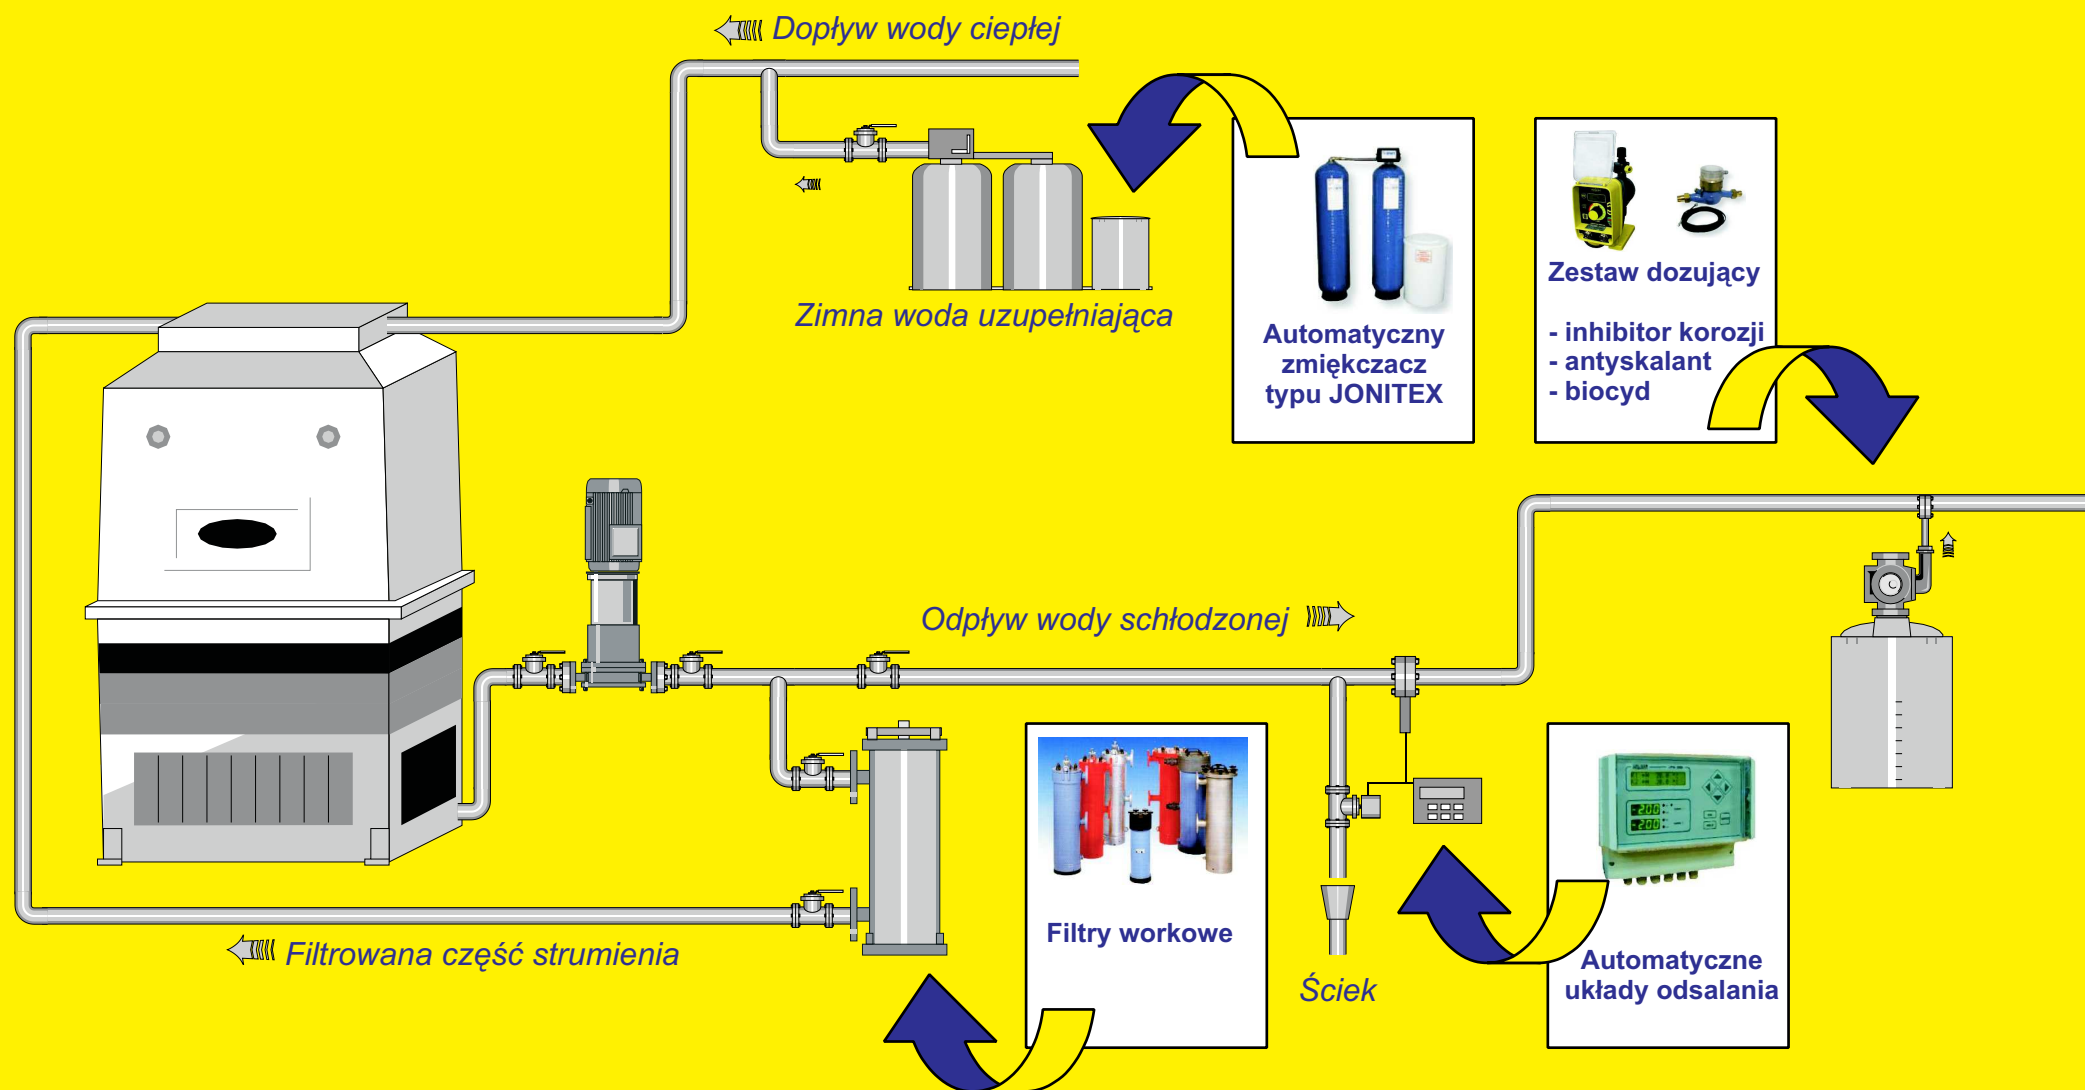 Dopływ wody ciepłej
Zimna woda uzupełniająca
Automatyczny
zmiękczacz
typu JONITEX
Zestaw dozujący
- inhibitor korozji
- antyskalant
- biocyd
Odpływ wody schłodzonej
Filtrowana część strumienia
Filtry workowe
Ściek
Automatyczne
układy odsalania